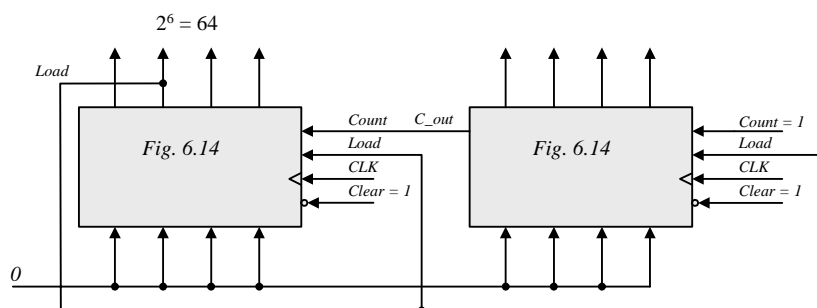 2⁶ = 64
Load
Fig. 6.14
Count
Load
CLK
Clear = 1
C_out
Fig. 6.14
Count = 1
Load
CLK
Clear = 1
0